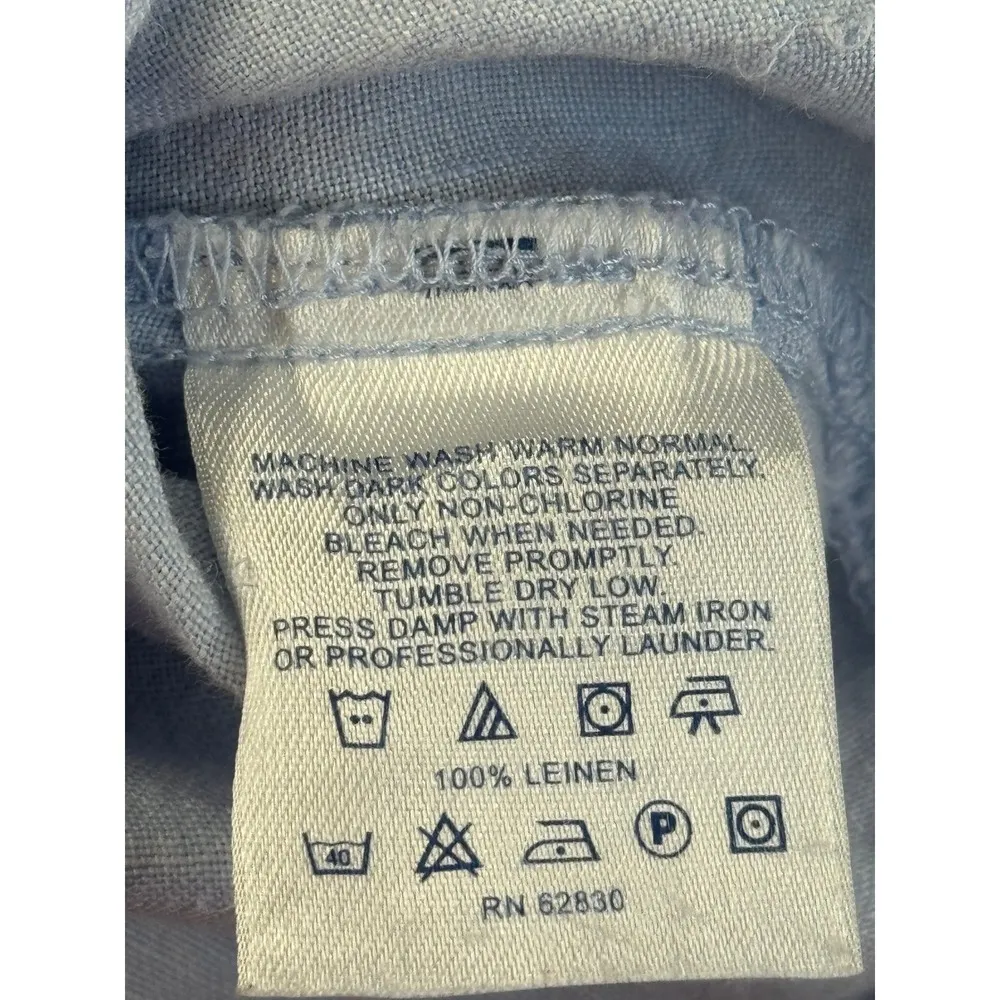 MACHINE WASH WARM NORMAL.
WASH DARK COLORS SEPARATELY.
ONLY NON-CHLORINE
BLEACH WHEN NEEDED.
REMOVE PROMPTLY.
TUMBLE DRY LOW.
PRESS DAMP WITH STEAM IRON
OR PROFESSIONALLY LAUNDER.
100% LEINEN
40 P
RN 62830